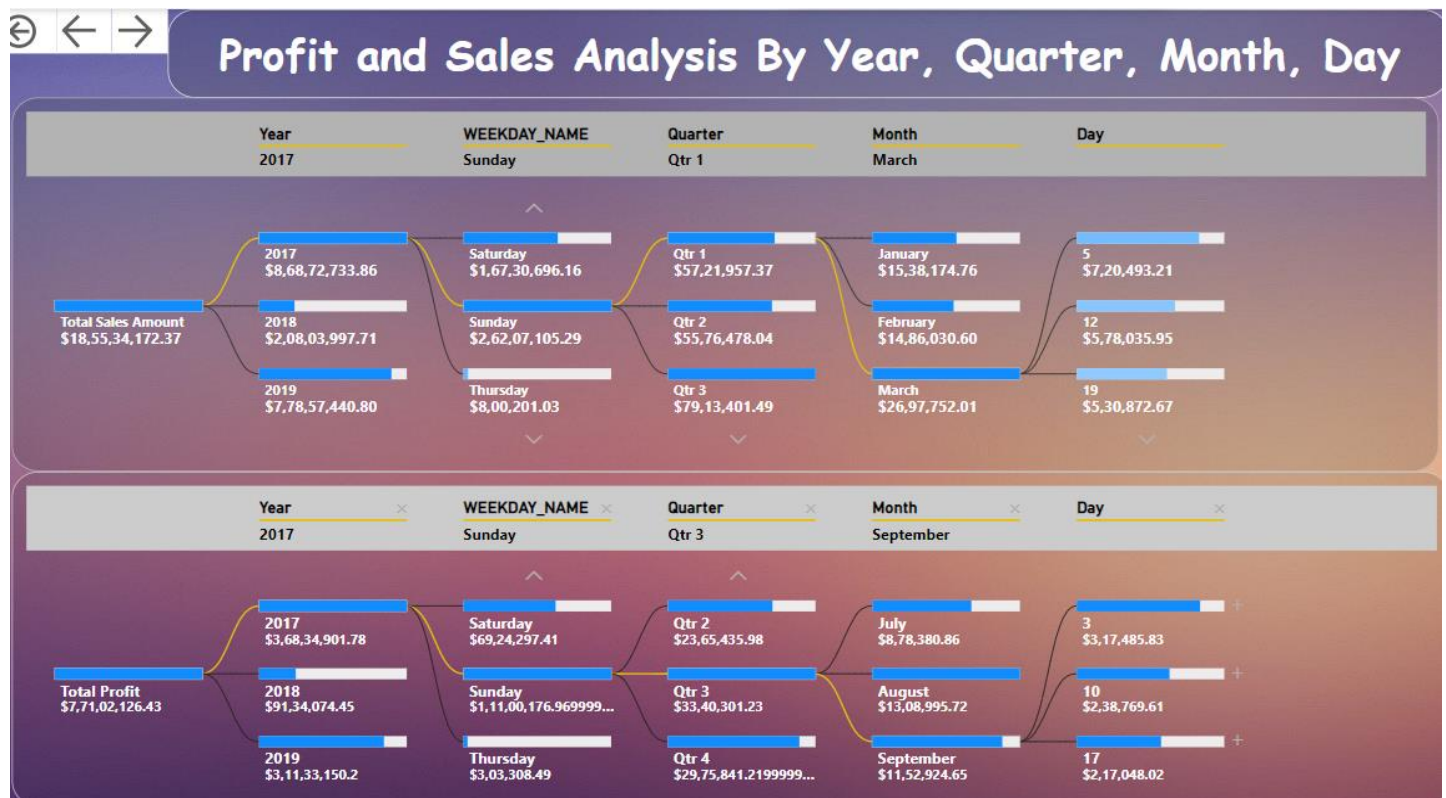 Profit and Sales Analysis By Year, Quarter, Month, Day
Year WEEKDAY_NAME Quarter Month Day
2017 Sunday Qtr 1 March
2017 Saturday Qtr 1 January 5
$8,68,72,733.86 $1,67,30,696.16 $57,21,957.37 $15,38,174.76 $7,20,493.21
Total Sales Amount 2018 Sunday Qtr 2 February 12
$18,55,34,172.37 $2,08,03,997.71 $2,62,07,105.29 $55,76,478.04 $14,86,030.60 $5,78,035.95
2019 Thursday Qtr 3 March 19
$7,78,57,440.80 $8,00,201.03 $79,13,401.49 $26,97,752.01 $5,30,872.67
Year WEEKDAY_NAME Quarter Month Day
2017 Sunday Qtr 3 September
2017 Saturday Qtr 2 July 3
$3,68,34,901.78 $69,24,297.41 $23,65,435.98 $8,78,380.86 $3,17,485.83
Total Profit 2018 Sunday Qtr 3 August 10
$7,71,02,126.43 $91,34,074.45 $1,11,00,176.969999... $33,40,301.23 $13,08,995.72 $2,38,769.61
2019 Thursday Qtr 4 September 17
$3,11,33,150.2 $3,03,308.49 $29,75,841.2199999... $11,52,924.65 $2,17,048.02